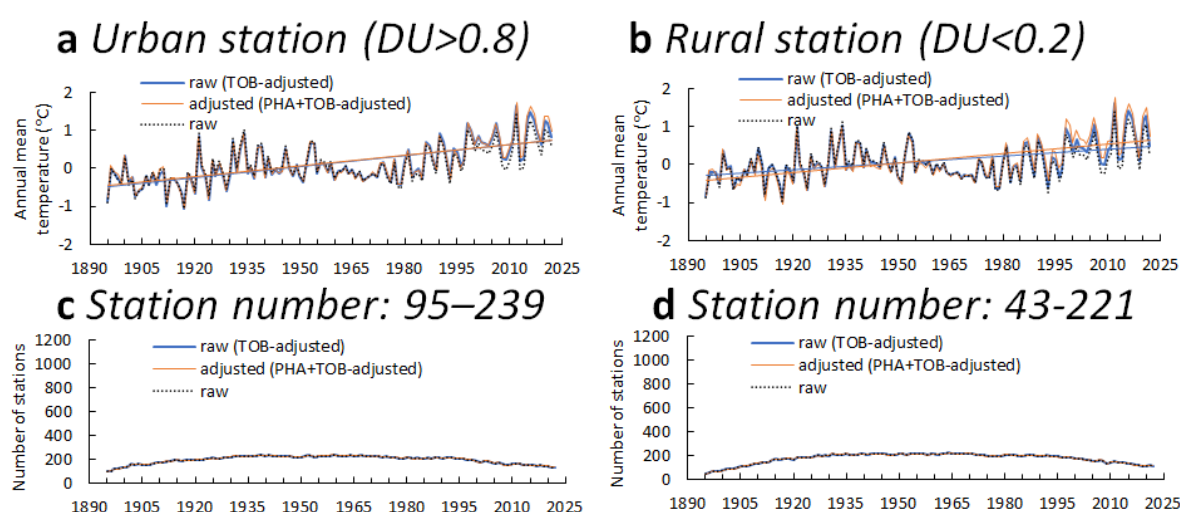 a Urban station (DU>0.8)
raw (TOB-adjusted)
adjusted (PHA+TOB-adjusted)
raw
Annual mean
temperature (°C)
2
1
0
-1
-2
1890 1905 1920 1935 1950 1965 1980 1995 2010 2025
b Rural station (DU<0.2)
raw (TOB-adjusted)
adjusted (PHA+TOB-adjusted)
raw
Annual mean
temperature (°C)
2
1
0
-1
-2
1890 1905 1920 1935 1950 1965 1980 1995 2010 2025
c Station number: 95–239
raw (TOB-adjusted)
adjusted (PHA+TOB-adjusted)
raw
Number of stations
1200
1000
800
600
400
200
0
1890 1905 1920 1935 1950 1965 1980 1995 2010 2025
d Station number: 43-221
raw (TOB-adjusted)
adjusted (PHA+TOB-adjusted)
raw
Number of stations
1200
1000
800
600
400
200
0
1890 1905 1920 1935 1950 1965 1980 1995 2010 2025